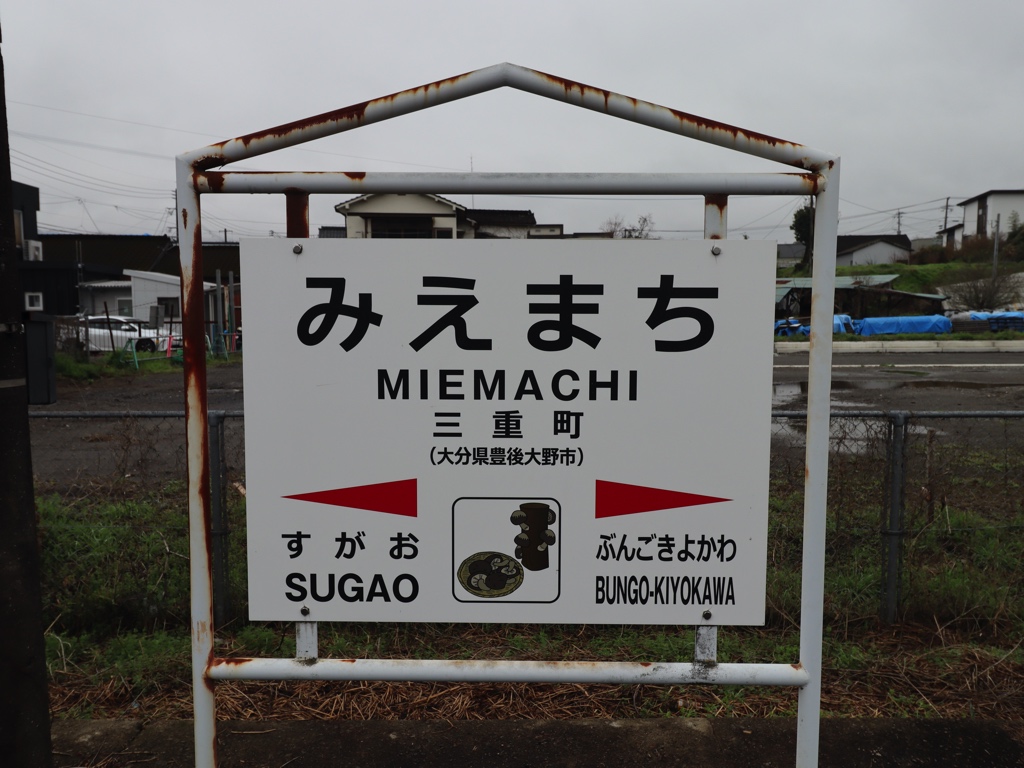 みえまち
MIEMACHI
三重町
（大分県豊後大野市）
すがお
SUGAO
ぶんごきよかわ
BUNGO-KIYOKAWA